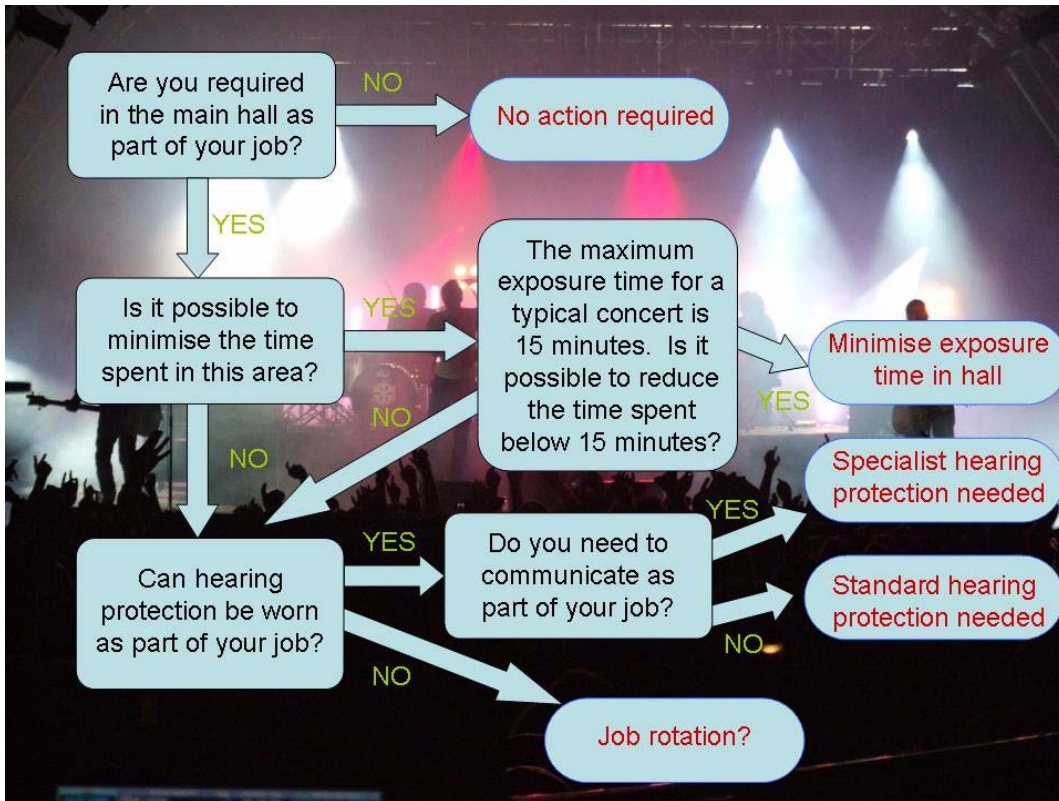 Are you required
in the main hall as
part of your job?
NO
No action required
YES
Is it possible to
minimise the time
spent in this area?
YES
The maximum
exposure time for a
typical concert is
15 minutes. Is it
possible to reduce
the time spent
below 15 minutes?
YES
Minimise exposure
time in hall
NO
NO
Can hearing
protection be worn
as part of your job?
YES
Do you need to
communicate as
part of your job?
YES
Specialist hearing
protection needed
NO
Standard hearing
protection needed
NO
Job rotation?